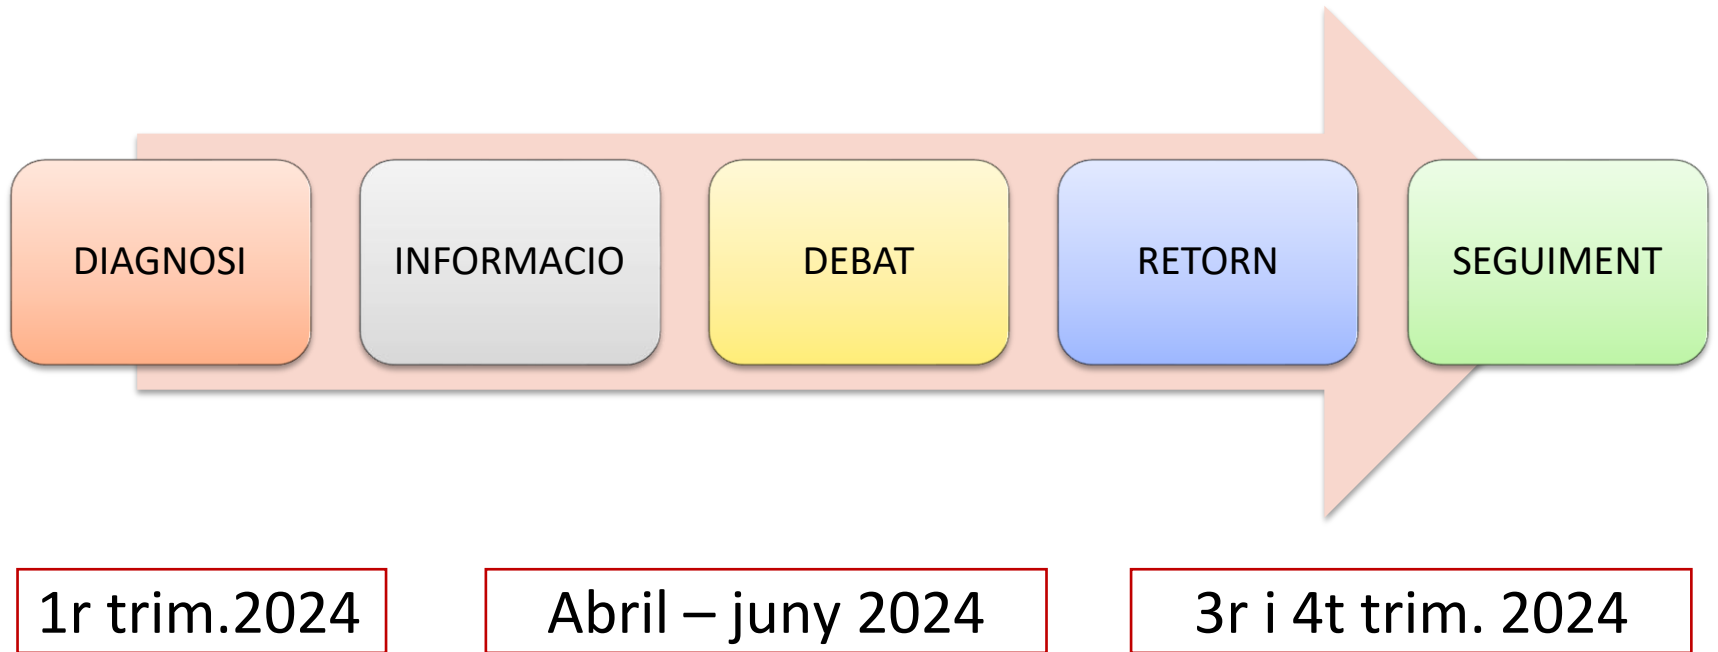 DIAGNOSI
INFORMACIO
DEBAT
RETORN
SEGUIMENT
1r trim.2024
Abril – juny 2024
3r i 4t trim. 2024